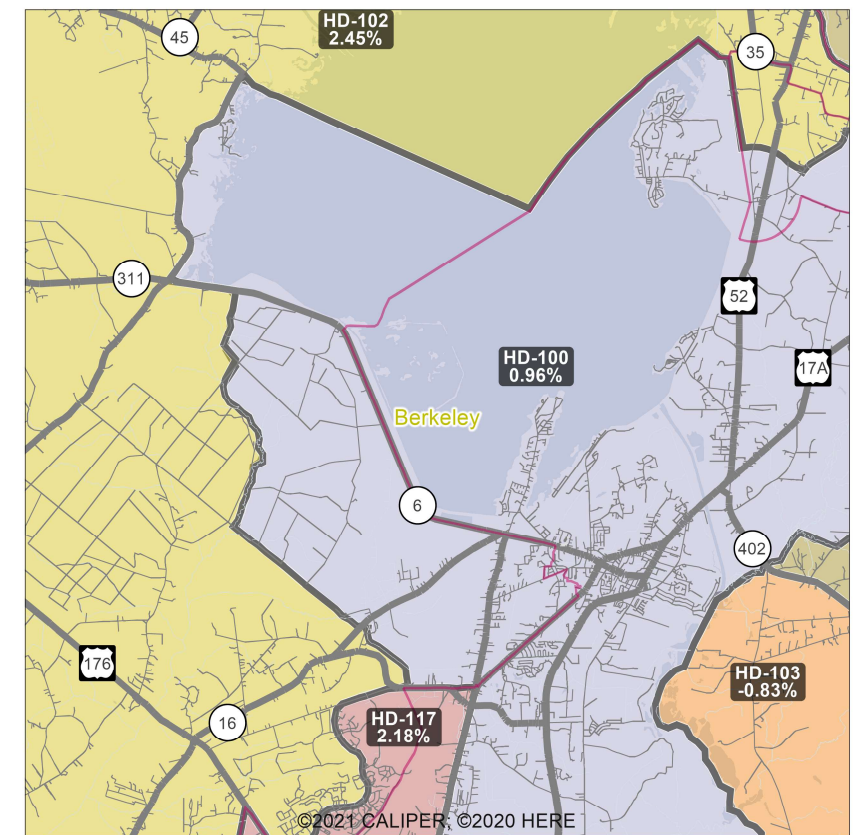 HD-102
2.45%
45
35
311
52
HD-100
0.96%
17A
Berkeley
6
402
176
HD-103
-0.83%
16
HD-117
2.18%
©2021 CALIPER; ©2020 HERE